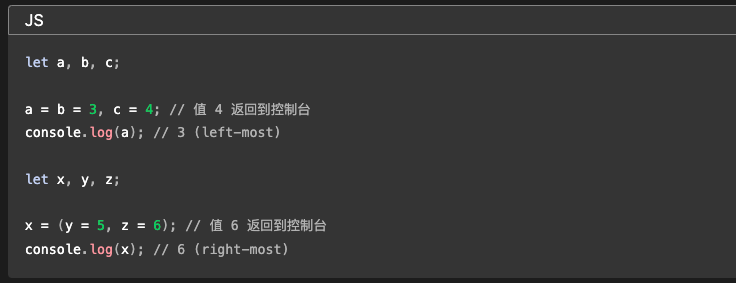 JS
let a, b, c;
a = b = 3, c = 4; // 值 4 返回到控制台
console.log(a); // 3 (left-most)
let x, y, z;
x = (y = 5, z = 6); // 值 6 返回到控制台
console.log(x); // 6 (right-most)